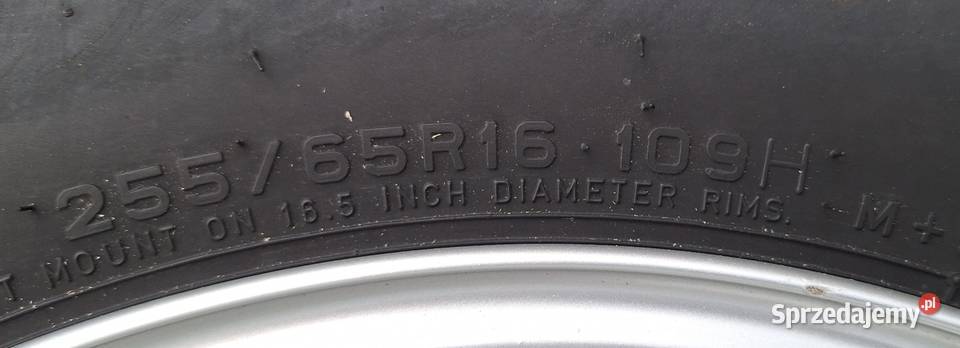 255/65R16 · 109H M+
MOUNT ON 16.5 INCH DIAMETER RIMS.
Sprzedajemy.pl